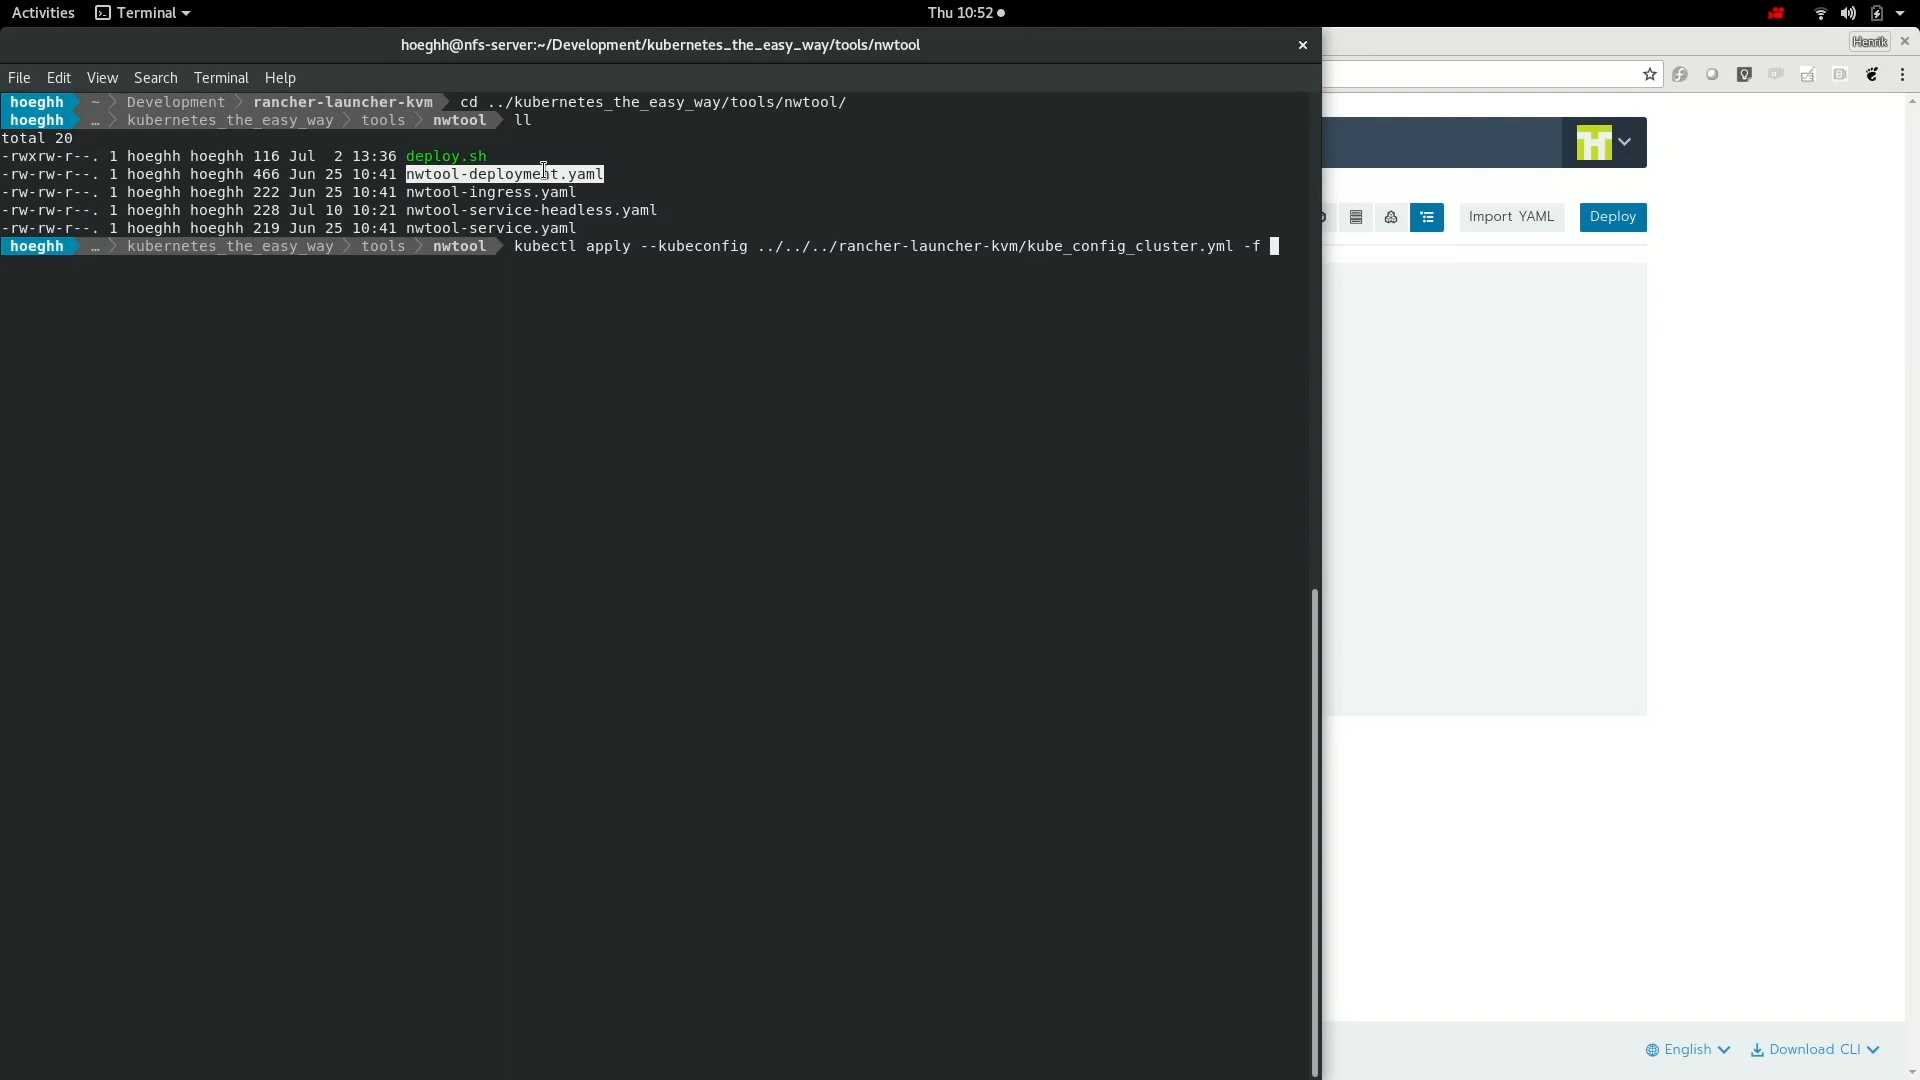 Activities Terminal Thu 10:52
hoeghh@nfs-server:~/Development/kubernetes_the_easy_way/tools/nwtool
Henrik
File Edit View Search Terminal Help
hoeghh ~ Development rancher-launcher-kvm cd ../kubernetes_the_easy_way/tools/nwtool/
hoeghh … kubernetes_the_easy_way tools nwtool ll
total 20
-rwxrw-r--. 1 hoeghh hoeghh 116 Jul  2 13:36 deploy.sh
-rw-rw-r--. 1 hoeghh hoeghh 466 Jun 25 10:41 nwtool-deployment.yaml
-rw-rw-r--. 1 hoeghh hoeghh 222 Jun 25 10:41 nwtool-ingress.yaml
-rw-rw-r--. 1 hoeghh hoeghh 228 Jul 10 10:21 nwtool-service-headless.yaml
-rw-rw-r--. 1 hoeghh hoeghh 219 Jun 25 10:41 nwtool-service.yaml
hoeghh … kubernetes_the_easy_way tools nwtool kubectl apply --kubeconfig ../../../rancher-launcher-kvm/kube_config_cluster.yml -f
Import YAML Deploy
English Download CLI